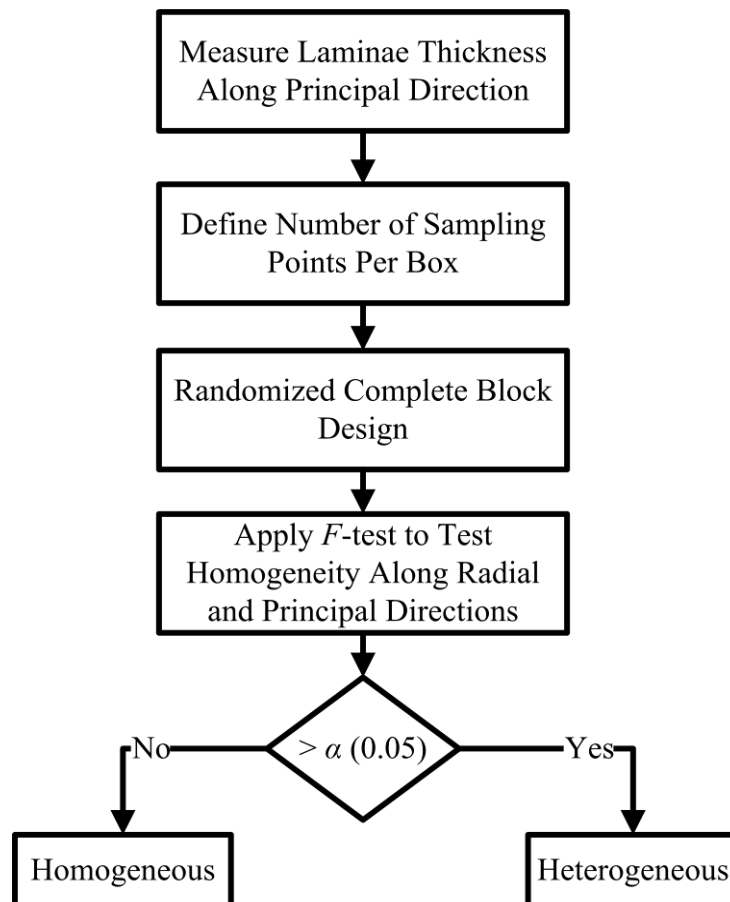 Measure Laminae Thickness
Along Principal Direction
Define Number of Sampling
Points Per Box
Randomized Complete Block
Design
Apply F-test to Test
Homogeneity Along Radial
and Principal Directions
> α (0.05)
No
Yes
Homogeneous
Heterogeneous